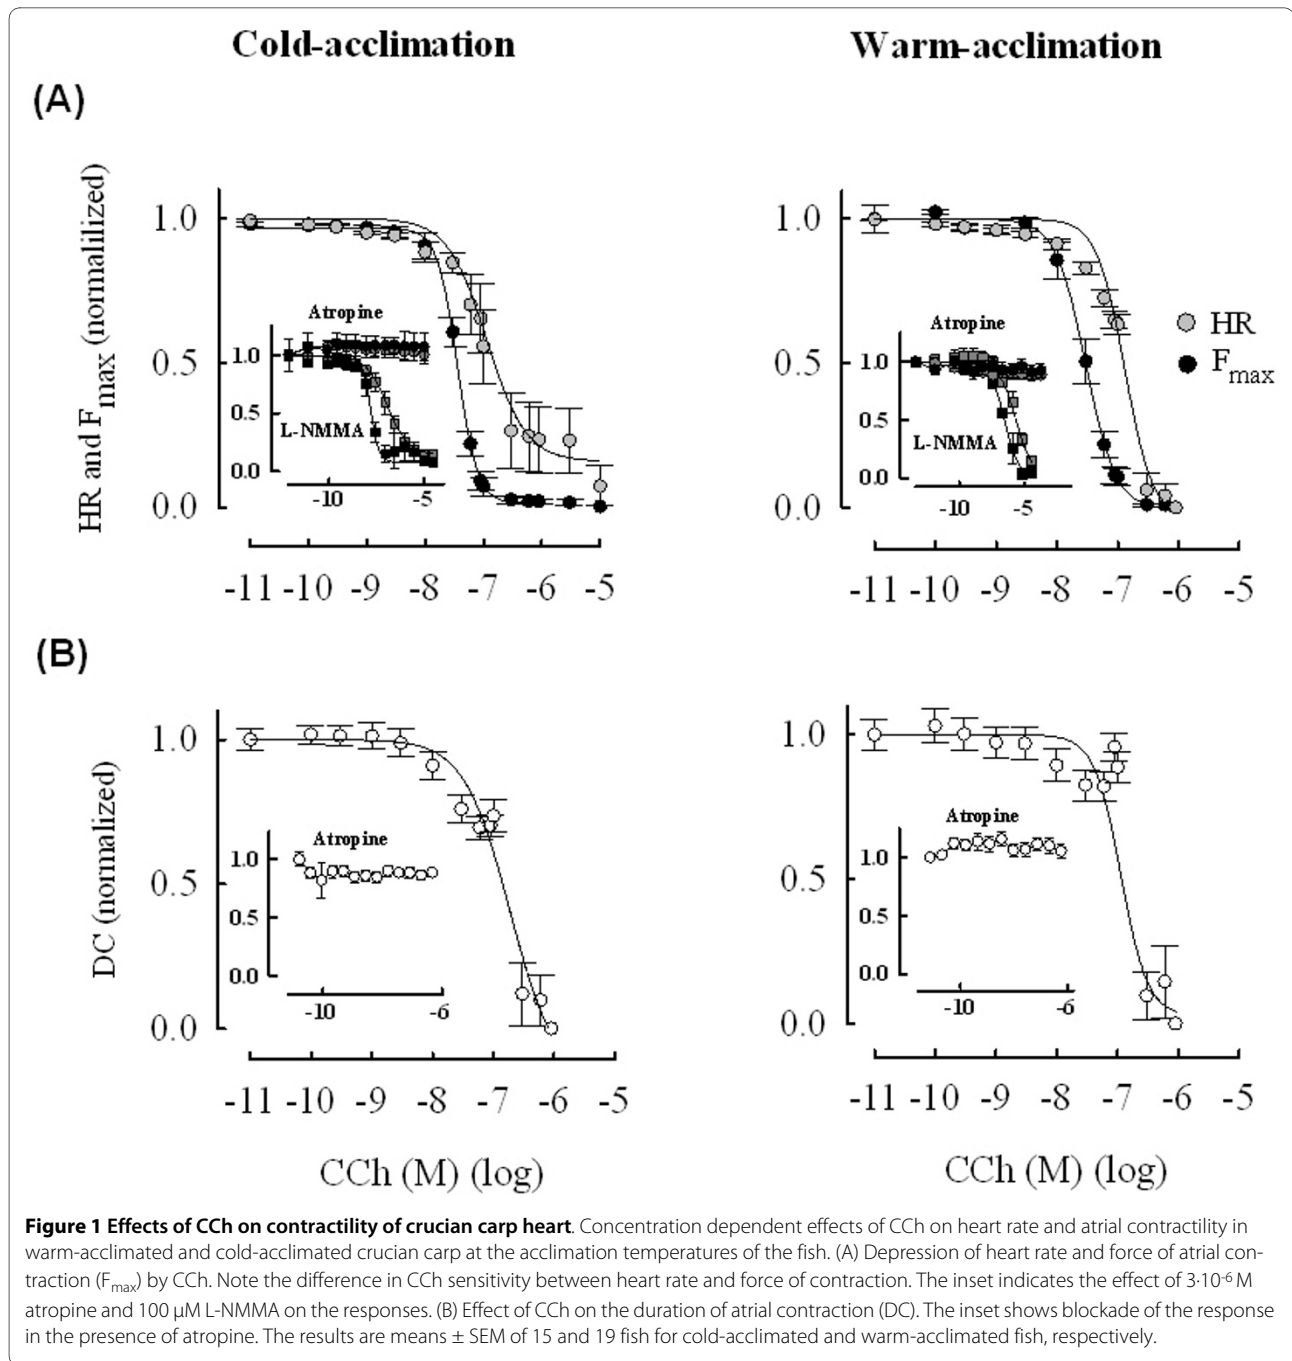 Cold-acclimation
Warm-acclimation
(A)
HR and Fmax (normalilized)
1.0
0.5
0.0
Atropine
1.0
0.5
L-NMMA
0.0
-10 -5
-11 -10 -9 -8 -7 -6 -5
1.0
0.5
0.0
Atropine
1.0
0.5
L-NMMA
0.0
-10 -5
-11 -10 -9 -8 -7 -6 -5
HR
Fmax
(B)
DC (normalized)
1.0
0.5
0.0
Atropine
1.0
0.5
0.0
-10 -6
-11 -10 -9 -8 -7 -6 -5
CCh (M) (log)
1.0
0.5
0.0
Atropine
1.0
0.5
0.0
-10 -6
-11 -10 -9 -8 -7 -6 -5
CCh (M) (log)
Figure 1 Effects of CCh on contractility of crucian carp heart. Concentration dependent effects of CCh on heart rate and atrial contractility in
warm-acclimated and cold-acclimated crucian carp at the acclimation temperatures of the fish. (A) Depression of heart rate and force of atrial con-
traction (Fmax) by CCh. Note the difference in CCh sensitivity between heart rate and force of contraction. The inset indicates the effect of 3·10⁻⁶ M
atropine and 100 μM L-NMMA on the responses. (B) Effect of CCh on the duration of atrial contraction (DC). The inset shows blockade of the response
in the presence of atropine. The results are means ± SEM of 15 and 19 fish for cold-acclimated and warm-acclimated fish, respectively.